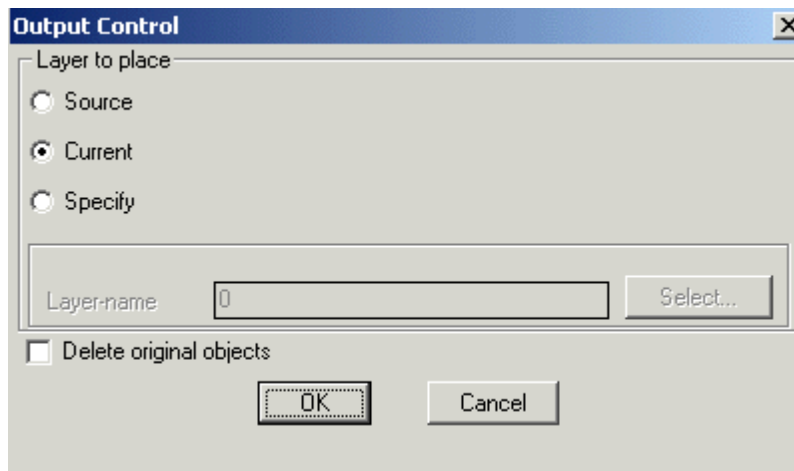 Output Control
Layer to place
Source
Current
Specify
Layer-name 0 Select...
Delete original objects
OK Cancel